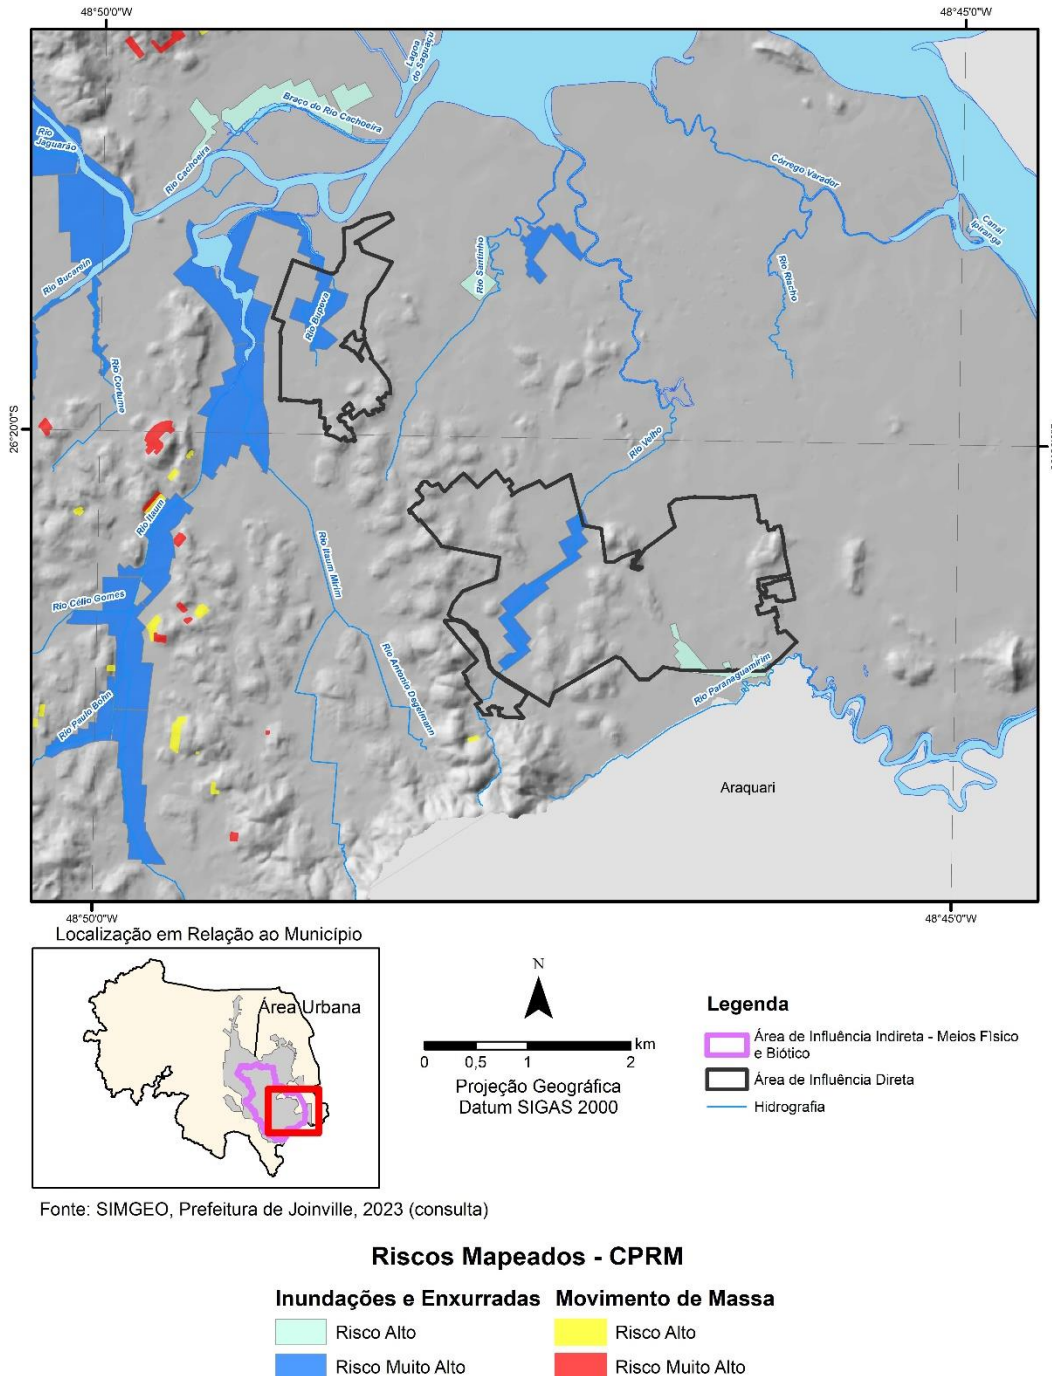 48°50'0"W
48°45'0"W
Lagoa
do Saguaçu
Braço do Rio Cachoeira
Rio
Jaguarão
Rio Cachoeira
Córrego Varador
Canal
Ipiranga
Rio Santinho
Rio Bucarein
Rio Bupeva
Rio Riacho
Rio Cortume
26°20'0"S
Rio Velho
Rio Itaum
Rio Itaum Mirim
Rio Célio Gomes
Rio Antonio Degelmann
Rio Paranaguamirim
Rio Paulo Bohn
Araquari
48°50'0"W
48°45'0"W
Localização em Relação ao Município
Área Urbana
N
km
0 0,5 1 2
Projeção Geográfica
Datum SIGAS 2000
Legenda
Área de Influência Indireta - Meios Físico
e Biótico
Área de Influência Direta
Hidrografia
Fonte: SIMGEO, Prefeitura de Joinville, 2023 (consulta)
Riscos Mapeados - CPRM
Inundações e Enxurradas Movimento de Massa
Risco Alto Risco Alto
Risco Muito Alto Risco Muito Alto